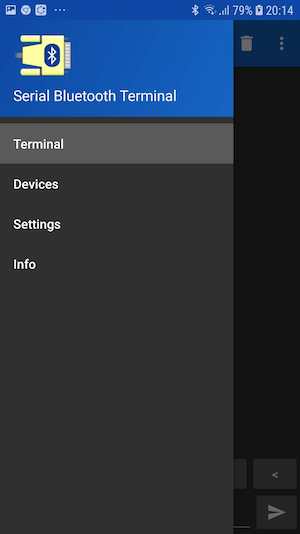 79% 20:14
Serial Bluetooth Terminal
Terminal
Devices
Settings
Info
<